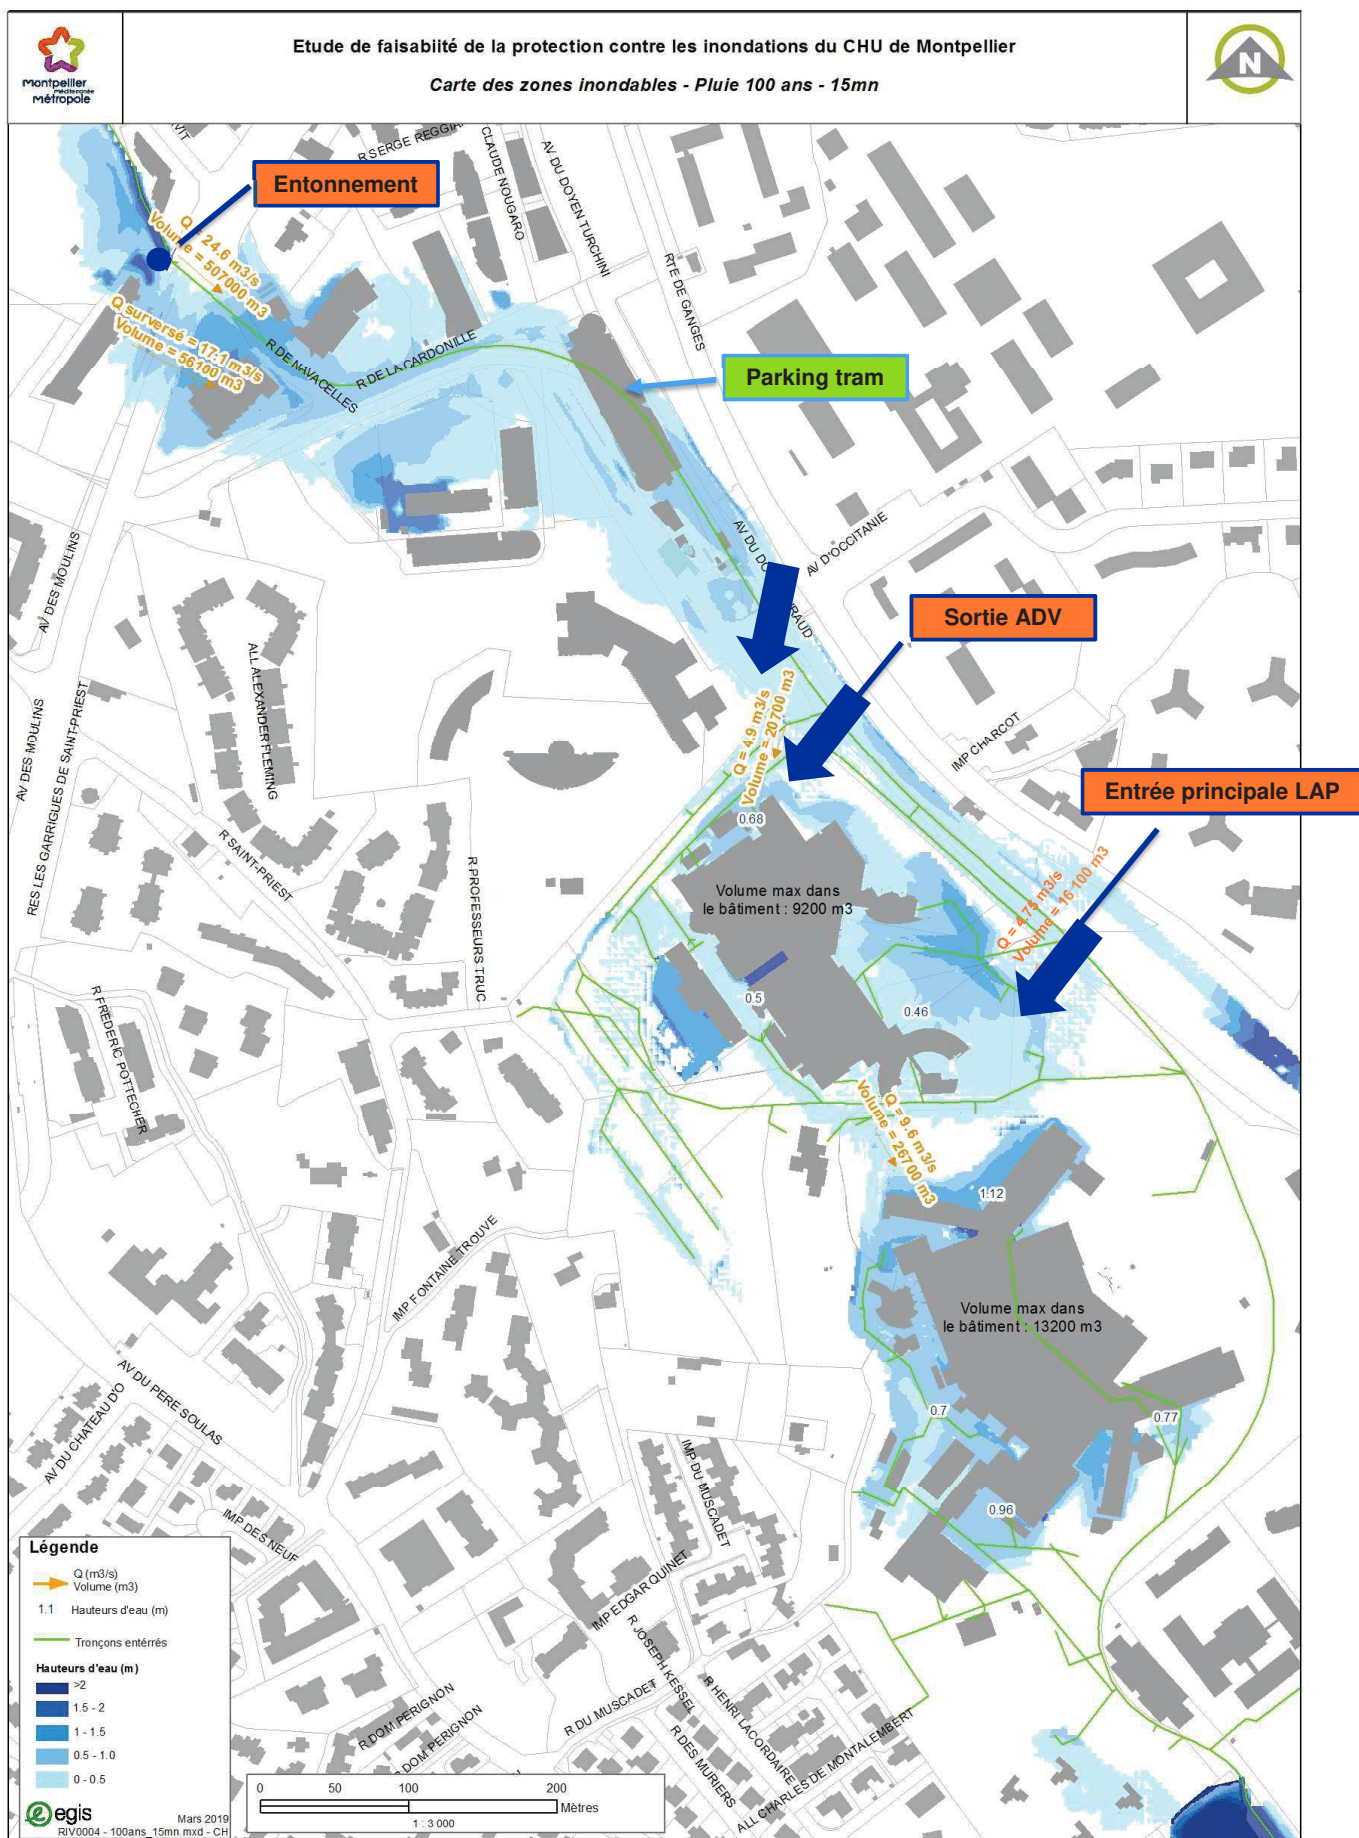 Montpellier
Méditerranée
Métropole
Etude de faisabiité de la protection contre les inondations du CHU de Montpellier
Carte des zones inondables - Pluie 100 ans - 15mn
N
R SERGE REGGIA
CLAUDE NOUGARO
AV DU DOYEN TURCHINI
RTE DE GANGES
Entonnement
Q = 24.6 m3/s
Volume = 507000 m3
Q surversé = 17.1 m3/s
Volume = 56100 m3
R DE NAVACELLES
R DE LA CARDONILLE
Parking tram
AV DES MOULINS
AV DU DO
RAUD
AV D'OCCITANIE
Sortie ADV
ALL ALEXANDER FLEMING
AV DES MOULINS
RES LES GARRIGUES DE SAINT-PRIEST
Q = 4.9 m3/s
Volume = 20700 m3
IMP CHARCOT
Entrée principale LAP
0.68
R SAINT-PRIEST
R PROFESSEURS TRUC
Volume max dans
le bâtiment : 9200 m3
Q = 4.75 m3/s
Volume = 16 100 m3
0.5
0.46
R FREDERIC POTTECHER
Q = 9.6 m3/s
Volume = 26700 m3
1.12
IMP FONTAINE TROUVE
Volume max dans
le bâtiment : 13200 m3
AV DU PERE SOULAS
AV DU CHATEAU D'O
0.7
0.77
IMP DU MUSCADET
0.96
IMP DES NEUF
IMP EDGAR QUINET
R JOSEPH KESSEL
R DU MUSCADET
R HENRI LACORDAIRE
R DES MURIERS
ALL CHARLES DE MONTALEMBERT
R DOM PERIGNON
DOM PERIGNON
Légende
Q (m3/s)
Volume (m3)
1.1 Hauteurs d'eau (m)
Tronçons entérrés
Hauteurs d'eau (m)
>2
1.5 - 2
1 - 1.5
0.5 - 1.0
0 - 0.5
egis
Mars 2019
RIV0004 - 100ans_15mn.mxd - CH
0 50 100 200
Mètres
1 : 3 000